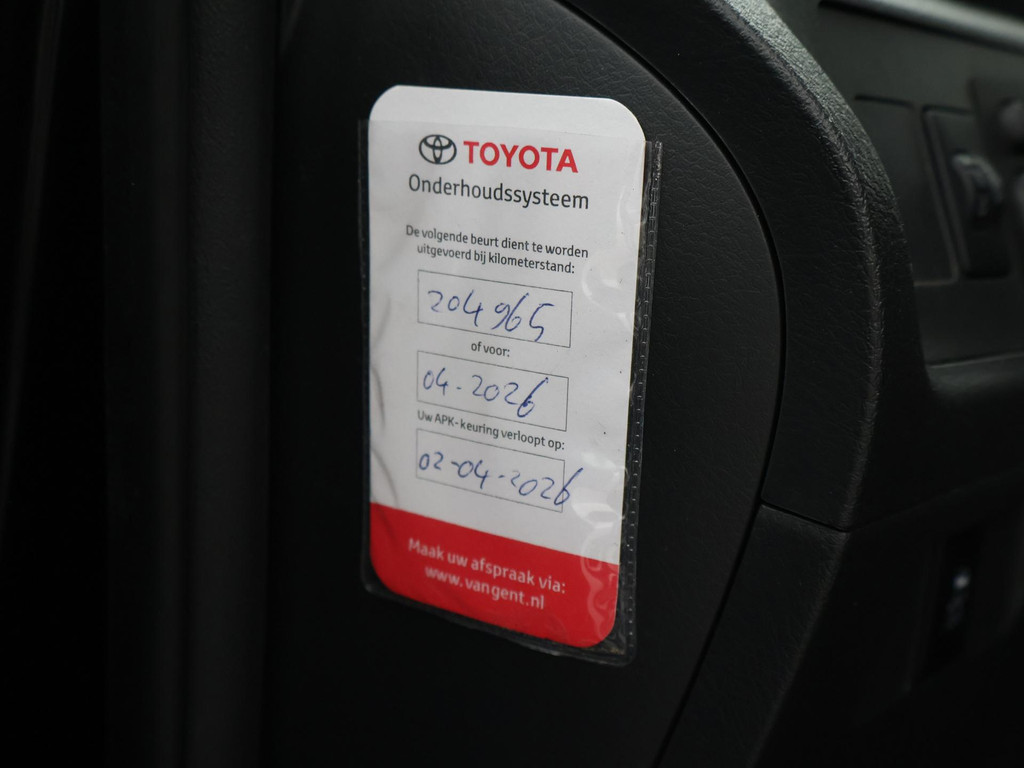 TOYOTA
Onderhoudssysteem
De volgende beurt dient te worden
uitgevoerd bij kilometerstand:
204965
of voor:
04-2026
Uw APK-keuring verloopt op:
02-04-2026
Maak uw afspraak via:
www.vangent.nl